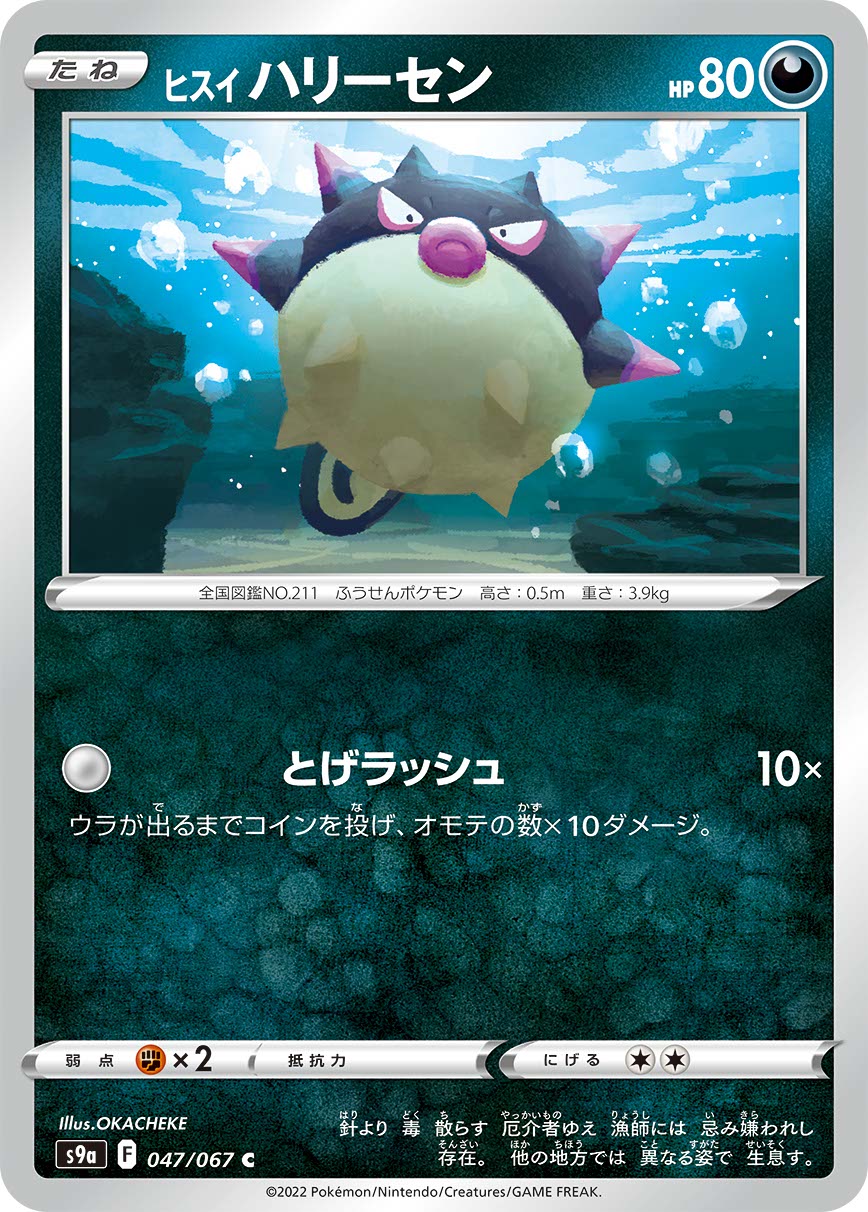 たね ヒスイ ハリーセン HP80
全国図鑑NO.211 ふうせんポケモン 高さ:0.5m 重さ:3.9kg
とげラッシュ 10×
ウラが出るまでコインを投げ、オモテの数×10ダメージ。
弱点 ×2 抵抗力 にげる
Illus.OKACHEKE
針より 毒 散らす 厄介者ゆえ 漁師には 忌み嫌われし
存在。 他の地方では 異なる姿で 生息す。
s9a F 047/067 C
©2022 Pokémon/Nintendo/Creatures/GAME FREAK.